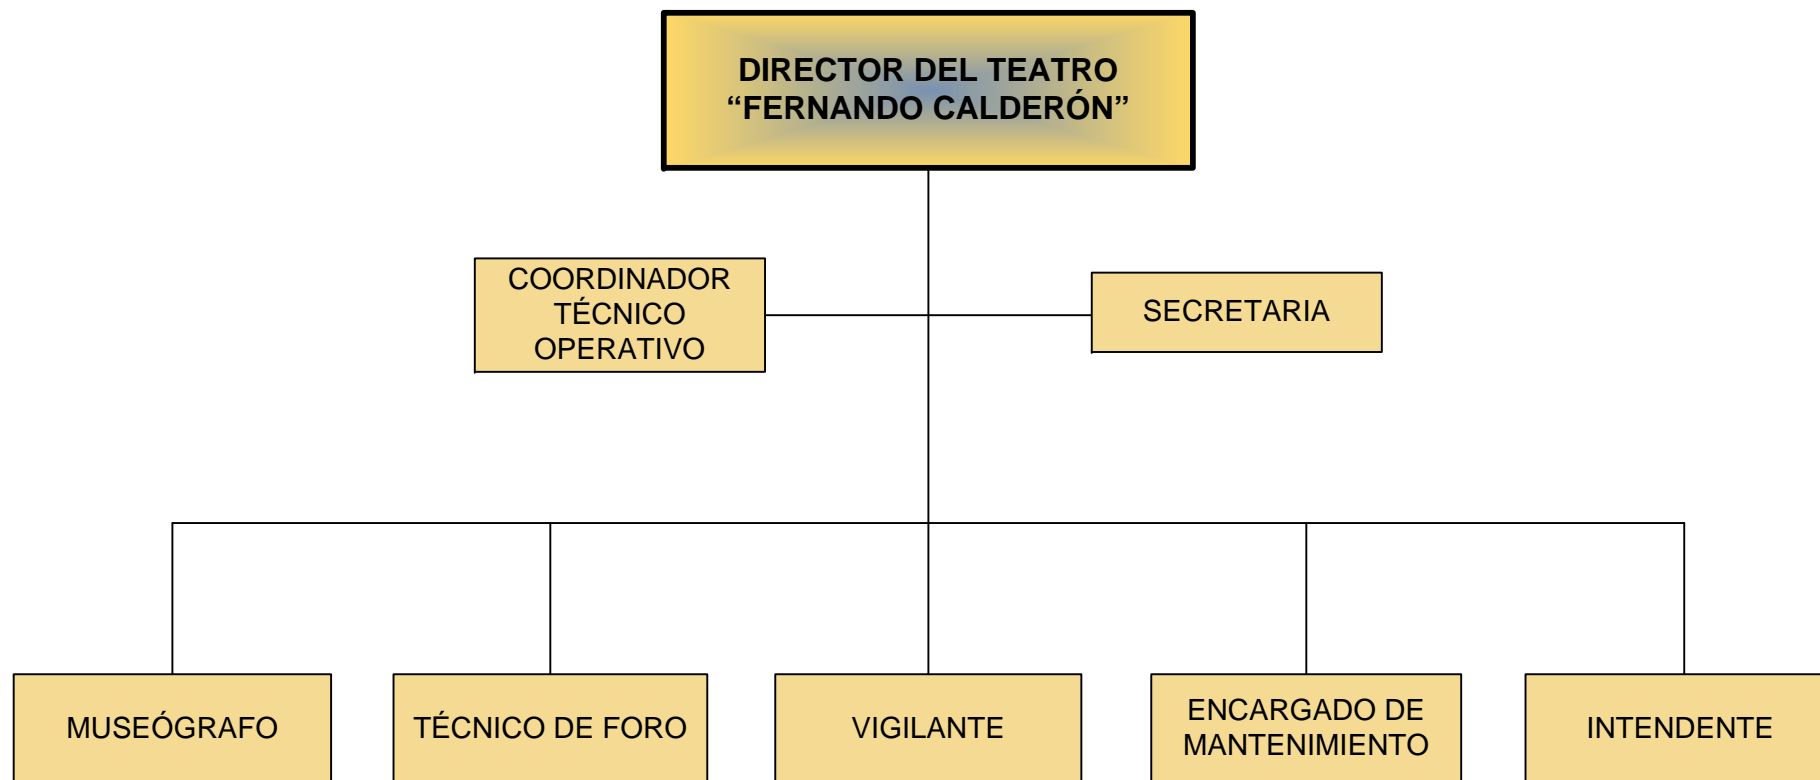 DIRECTOR DEL TEATRO
“FERNANDO CALDERÓN”
COORDINADOR
TÉCNICO
OPERATIVO
SECRETARIA
MUSEÓGRAFO
TÉCNICO DE FORO
VIGILANTE
ENCARGADO DE
MANTENIMIENTO
INTENDENTE